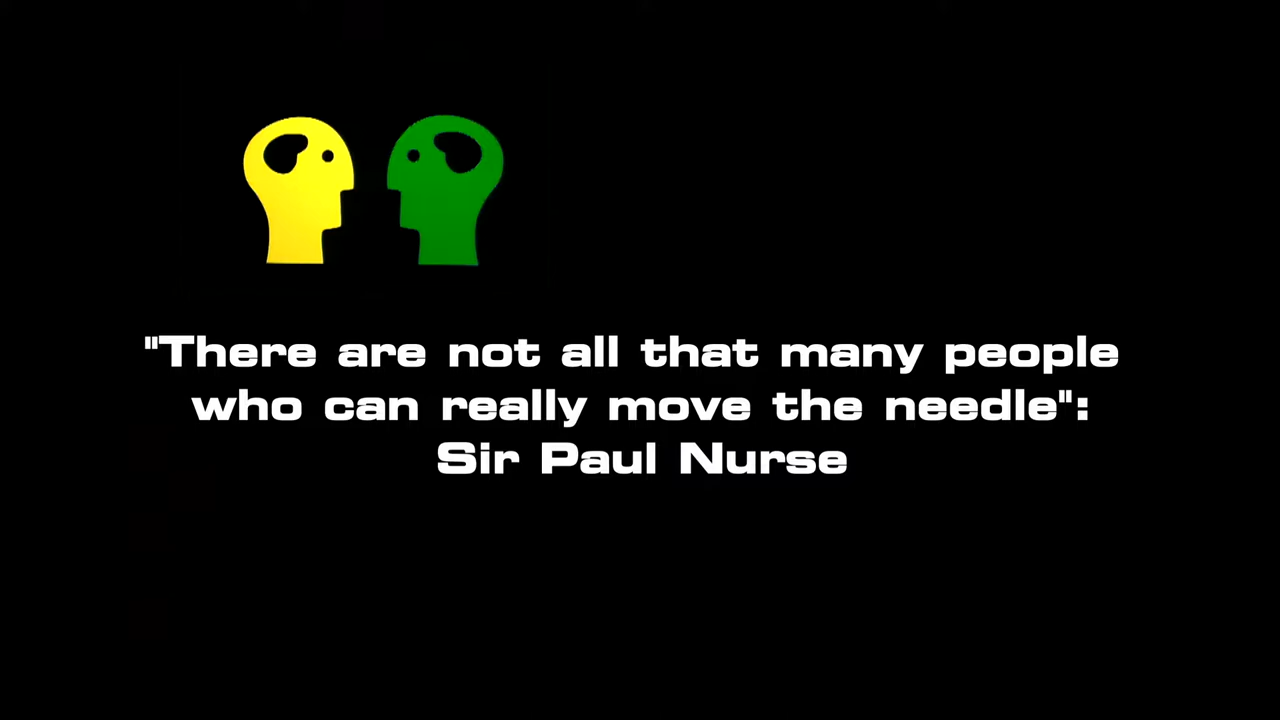 "There are not all that many people
who can really move the needle":
Sir Paul Nurse